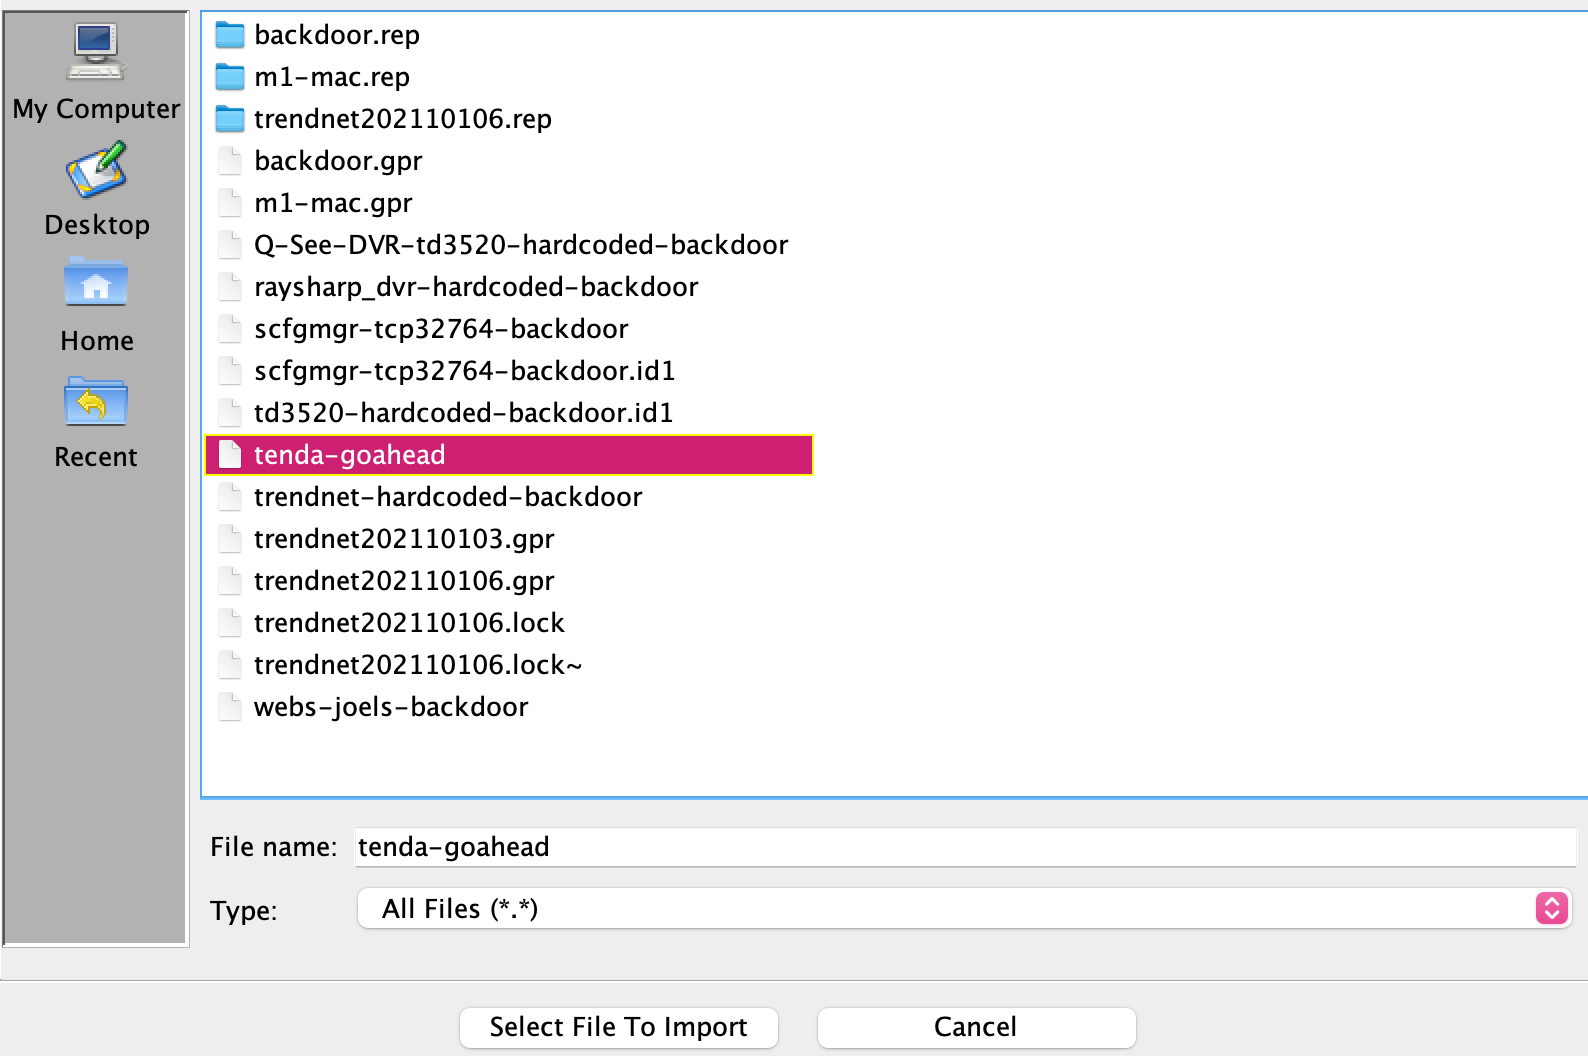 My Computer
Desktop
Home
Recent
backdoor.rep
m1-mac.rep
trendnet202110106.rep
backdoor.gpr
m1-mac.gpr
Q-See-DVR-td3520-hardcoded-backdoor
raysharp_dvr-hardcoded-backdoor
scfgmgr-tcp32764-backdoor
scfgmgr-tcp32764-backdoor.id1
td3520-hardcoded-backdoor.id1
tenda-goahead
trendnet-hardcoded-backdoor
trendnet202110103.gpr
trendnet202110106.gpr
trendnet202110106.lock
trendnet202110106.lock~
webs-joels-backdoor
File name: tenda-goahead
Type: All Files (*.*)
Select File To Import
Cancel